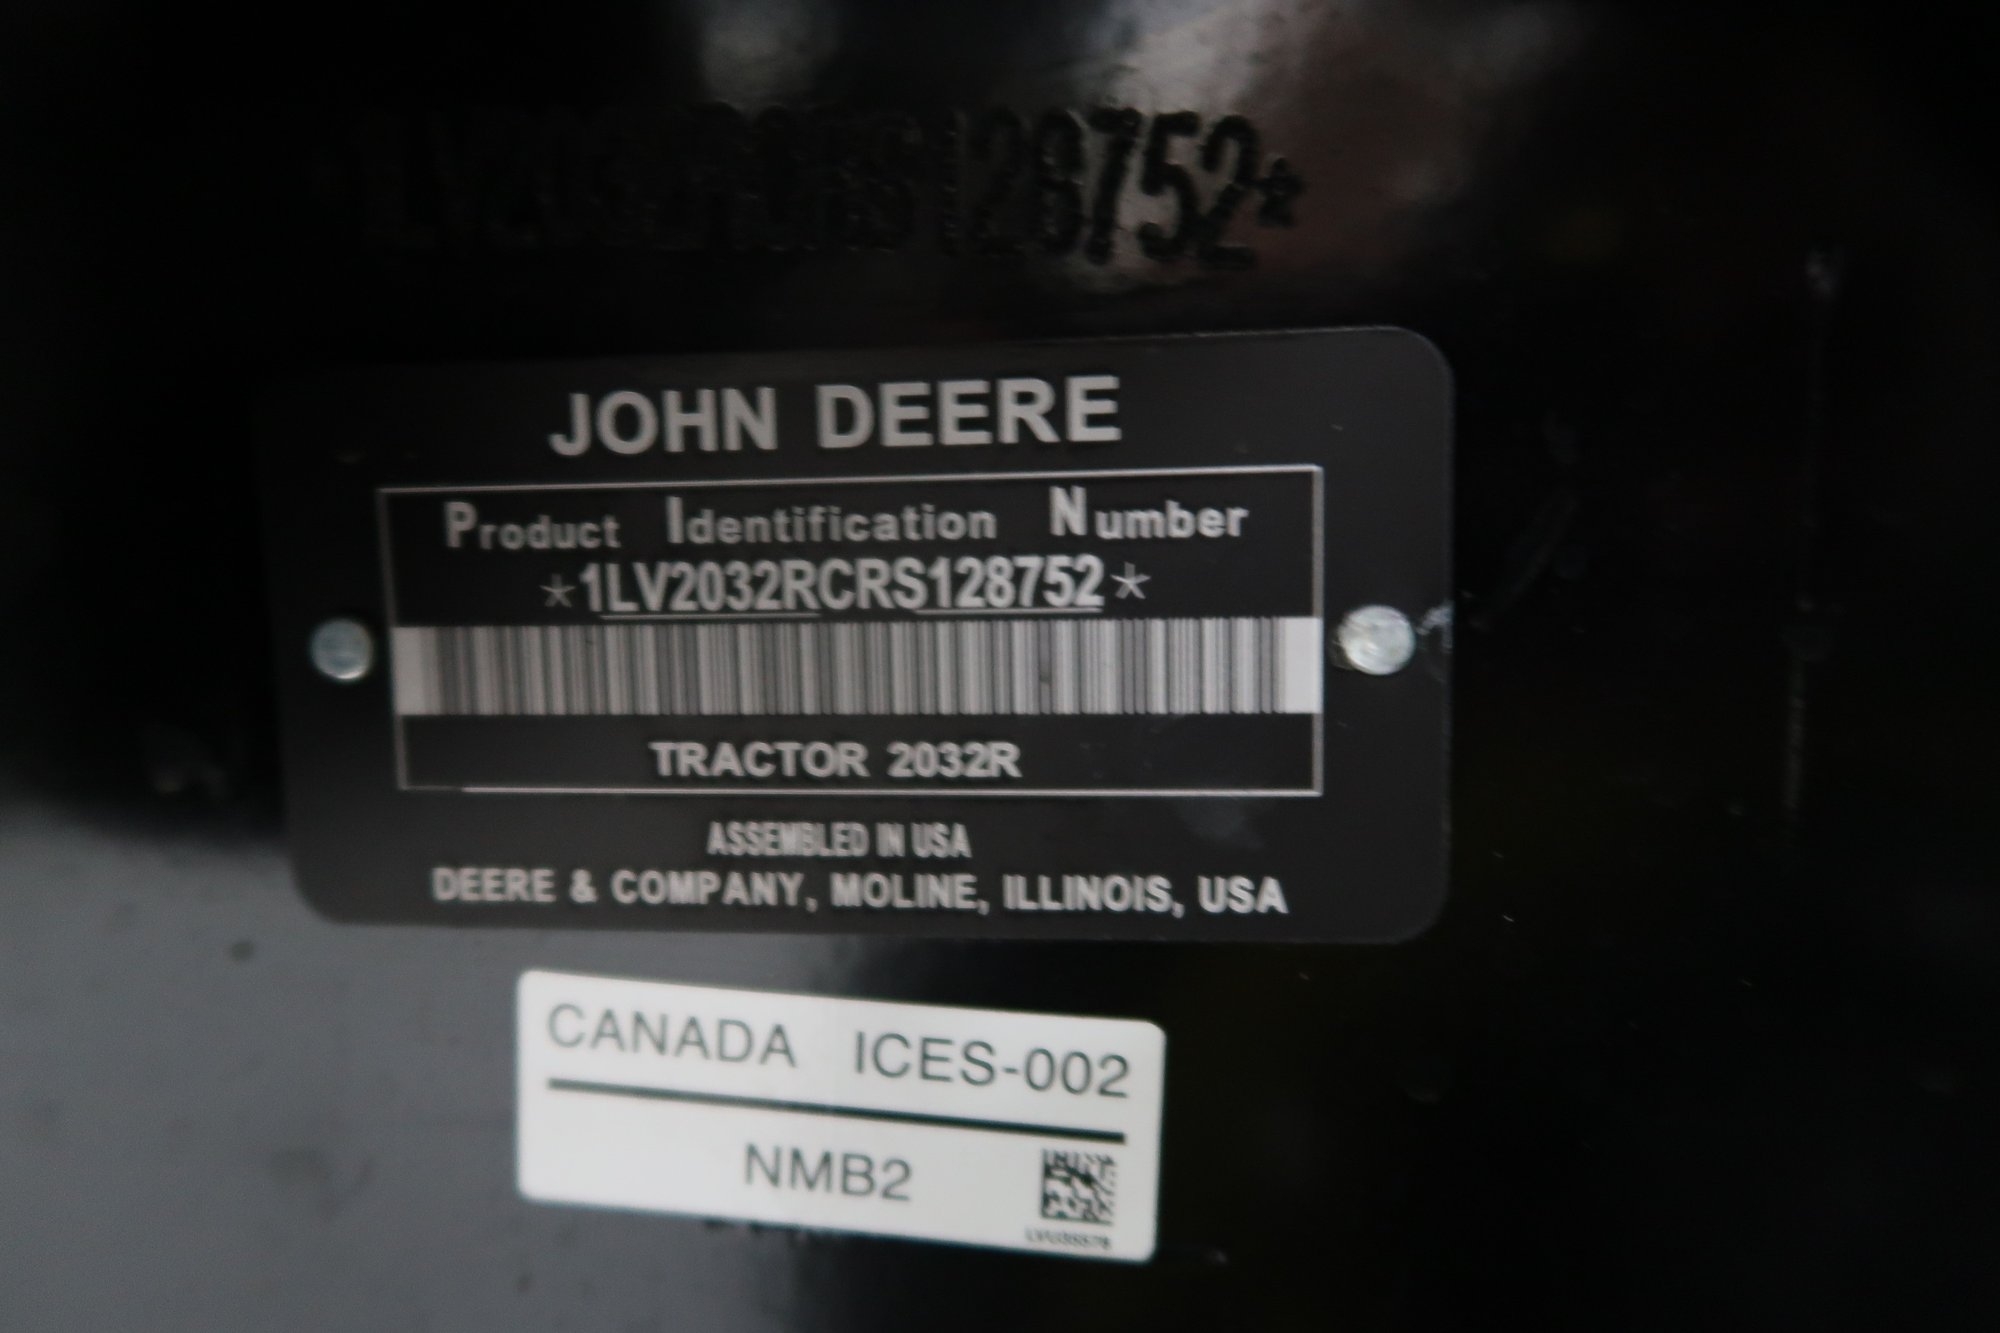 128752*
JOHN DEERE
Product Identification Number
*1LV2032RCRS128752*
TRACTOR 2032R
ASSEMBLED IN USA
DEERE & COMPANY, MOLINE, ILLINOIS, USA
CANADA ICES-002
NMB2